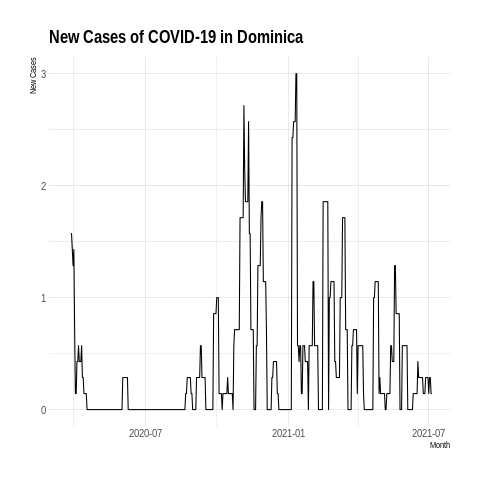 New Cases of COVID-19 in Dominica
New Cases
3
2
1
0
2020-07
2021-01
2021-07
Month